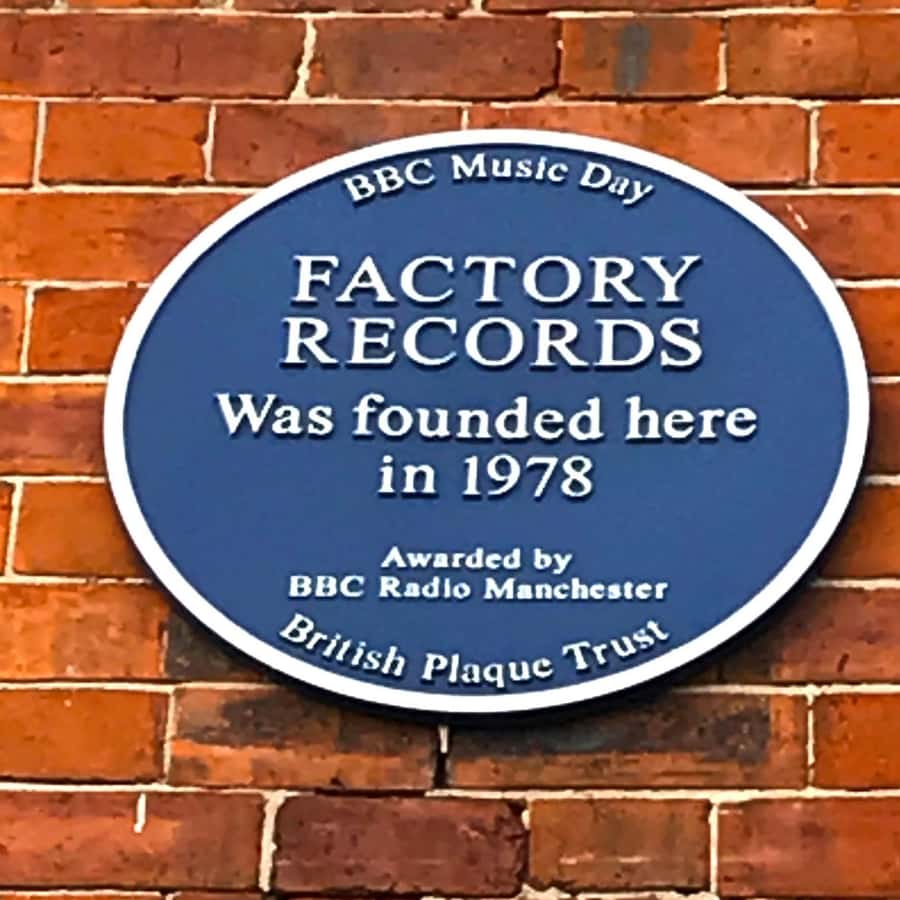 BBC Music Day
FACTORY
RECORDS
Was founded here
in 1978
Awarded by
BBC Radio Manchester
British Plaque Trust